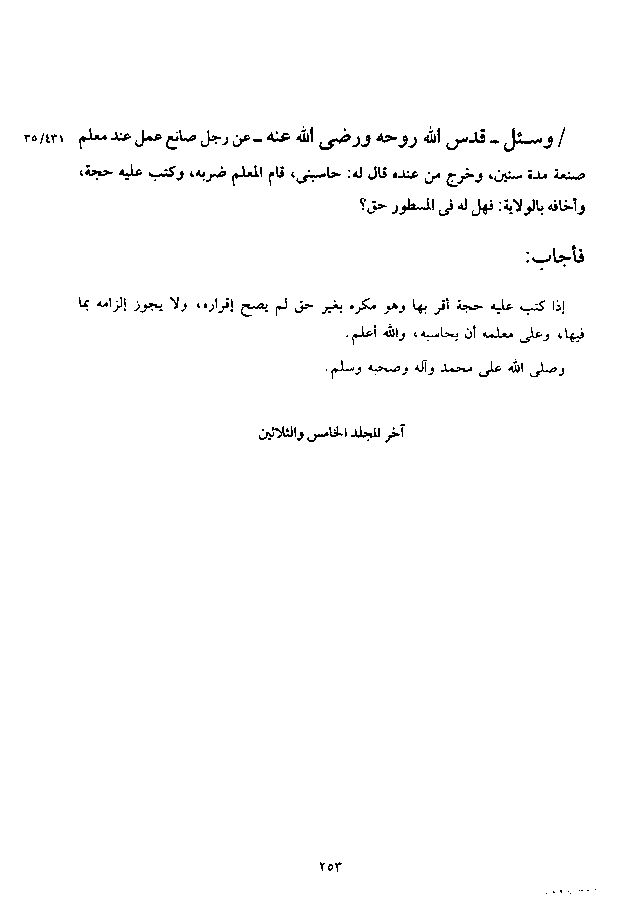 / وسئل ـ قدس الله روحه ورضى الله عنه ـ عن رجل صانع عمل عند معلم ٣٥/٤٣١
صنعة مدة سنين، وخرج من عنده قال له: حاسبنى، قام المعلم ضربه، وكتب عليه حجة،
وأخافه بالولاية: فهل له فى المسطور حق؟
فأجاب:
إذا كتب عليه حجة أقر بها وهو مكره بغير حق لم يصح إقراره، ولا يجوز إلزامه بما
فيها، وعلى معلمه أن يحاسبه، والله أعلم.
وصلى الله على محمد وآله وصحبه وسلم.
آخر المجلد الخامس والثلاثين
٢٥٣